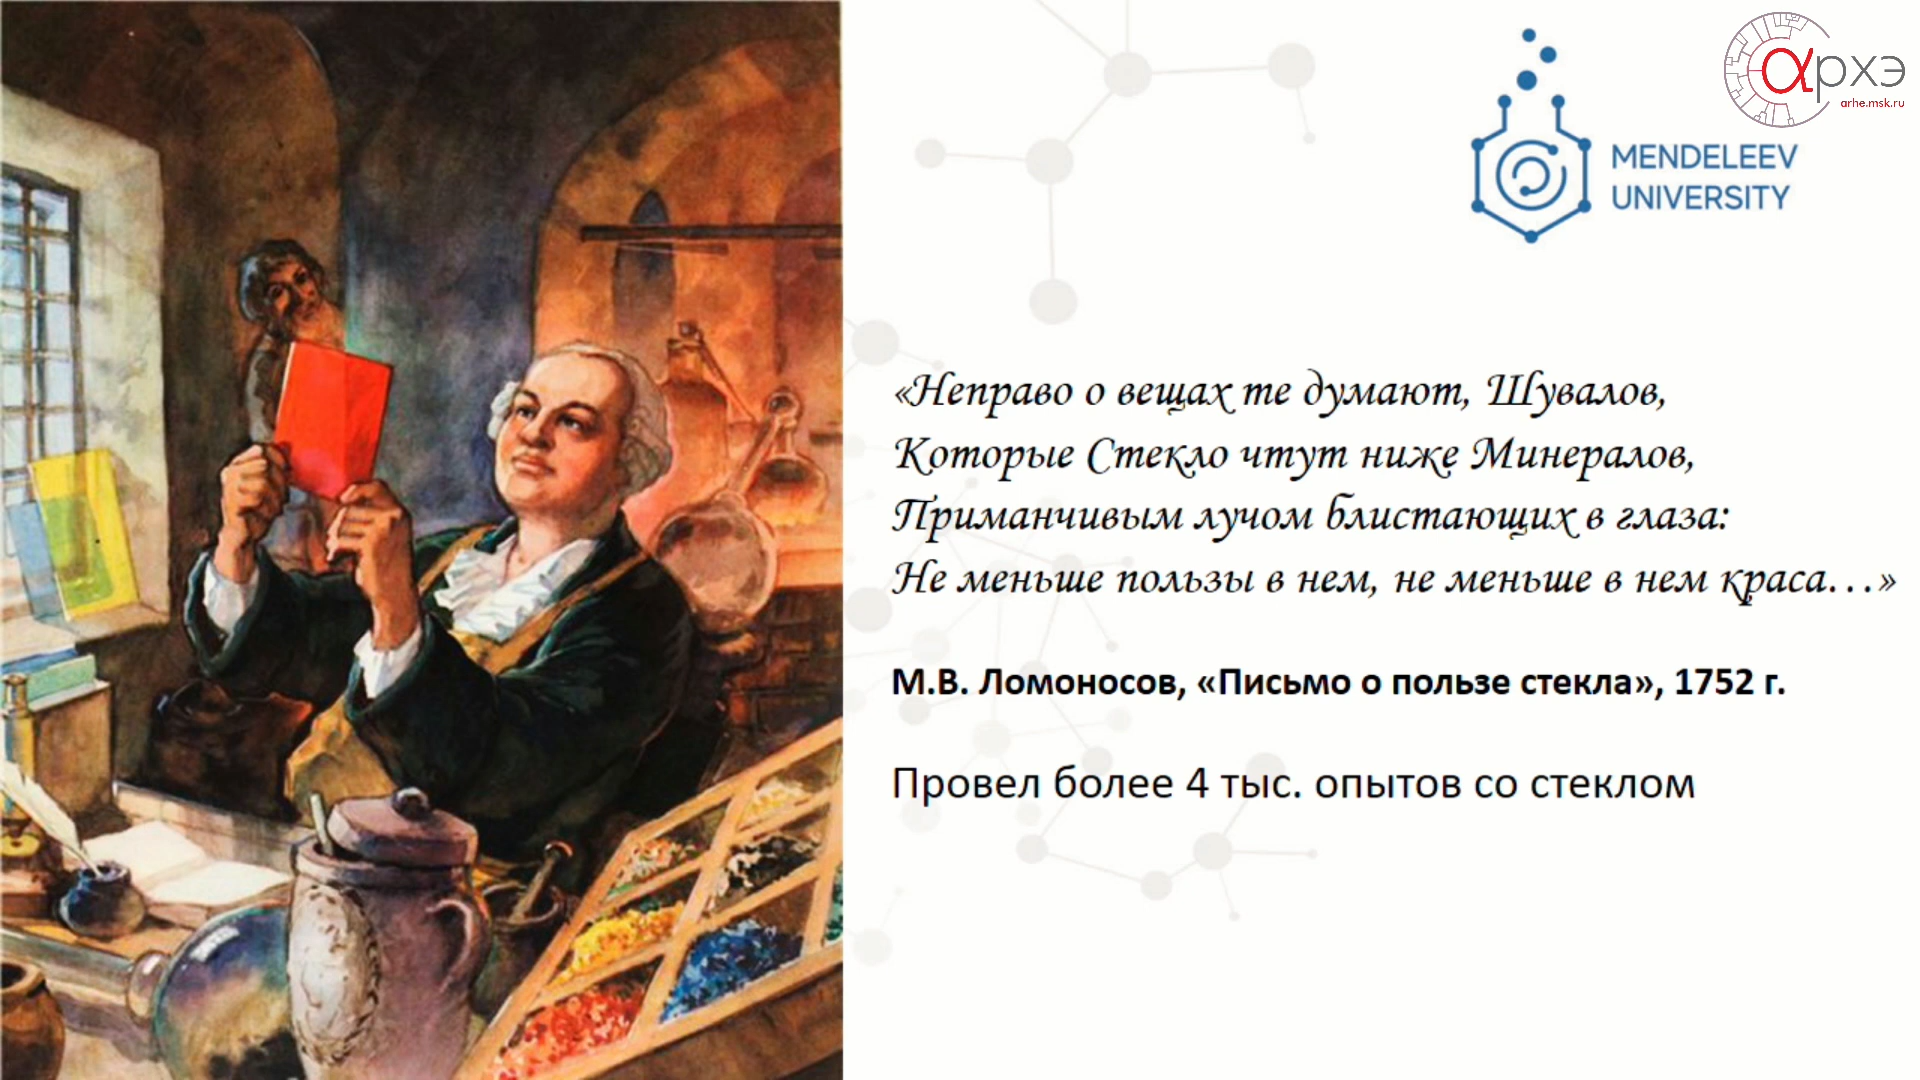 αрхэ
arhe.msk.ru
MENDELEEV
UNIVERSITY
«Неправо о вещах те думают, Шувалов,
Которые Стекло чтут ниже Минералов,
Приманчивым лучом блистающих в глаза:
Не меньше пользы в нем, не меньше в нем краса…»
М.В. Ломоносов, «Письмо о пользе стекла», 1752 г.
Провел более 4 тыс. опытов со стеклом